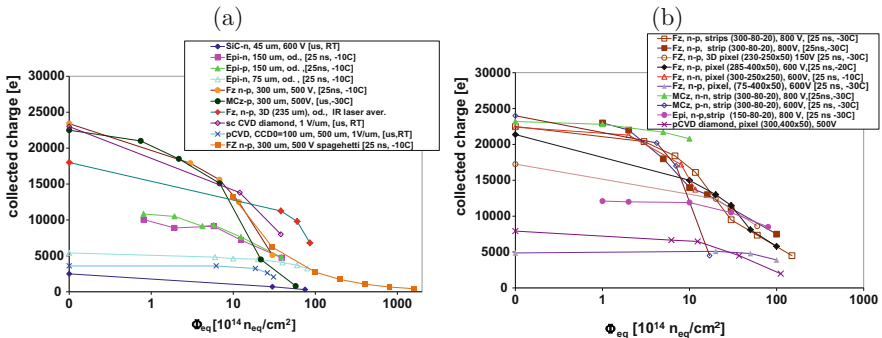 (a)
SiC-n, 45 um, 600 V [us, RT]
Epi-n, 150 um, od., [25 ns, -10C]
Epi-p, 150 um, od., [25ns, -10C]
Epi-n, 75 um, od., [25 ns, -10C]
Fz n-p, 300 um, 500V, [25ns, -10C]
MCz-p, 300 um, 500V, [us,-30C]
Fz, n-p, 3D (235 um), od., IR laser aver.
sc CVD diamond, 1 V/um, [us, RT]
pCVD, CCD0=100 um, 500 um, 1V/um, [us,RT]
FZ n-p, 300 um, 500 V spagehetti [25 ns, -10C]
collected charge [e]
30000
25000
20000
15000
10000
5000
0
0
1
10
100
1000
Φeq [10^14 neq/cm^2]
(b)
Fz, n-p, strips (300-80-20), 800 V, [25 ns, -30C]
Fz, n-p, strip (300-80-20), 800V, [25ns,-30C]
Fz, n-p, 3D pixel (230-250x50) 150V [25 ns, -30C]
Fz, n-p, pixel (285-400x50), 600 V,[25 ns,-20C]
Fz, n-n, pixel (300-250x250), 600V, [25 ns, -10C]
Fz, n-p, pixel, (75-400x50), 600V [25 ns, -30C]
MCz, n-n, strip (300-80-20), 800 V,[25ns, -30C]
MCz, p-n, strip (300-80-20), 600V, [25 ns, -30C]
Epi, n-p,strip (150-80-20), 800 V, [25 ns, -30C]
pCVD diamond, pixel (300,400x50), 500V
collected charge [e]
30000
25000
20000
15000
10000
5000
0
0
1
10
100
1000
Φeq [10^14 neq/cm^2]